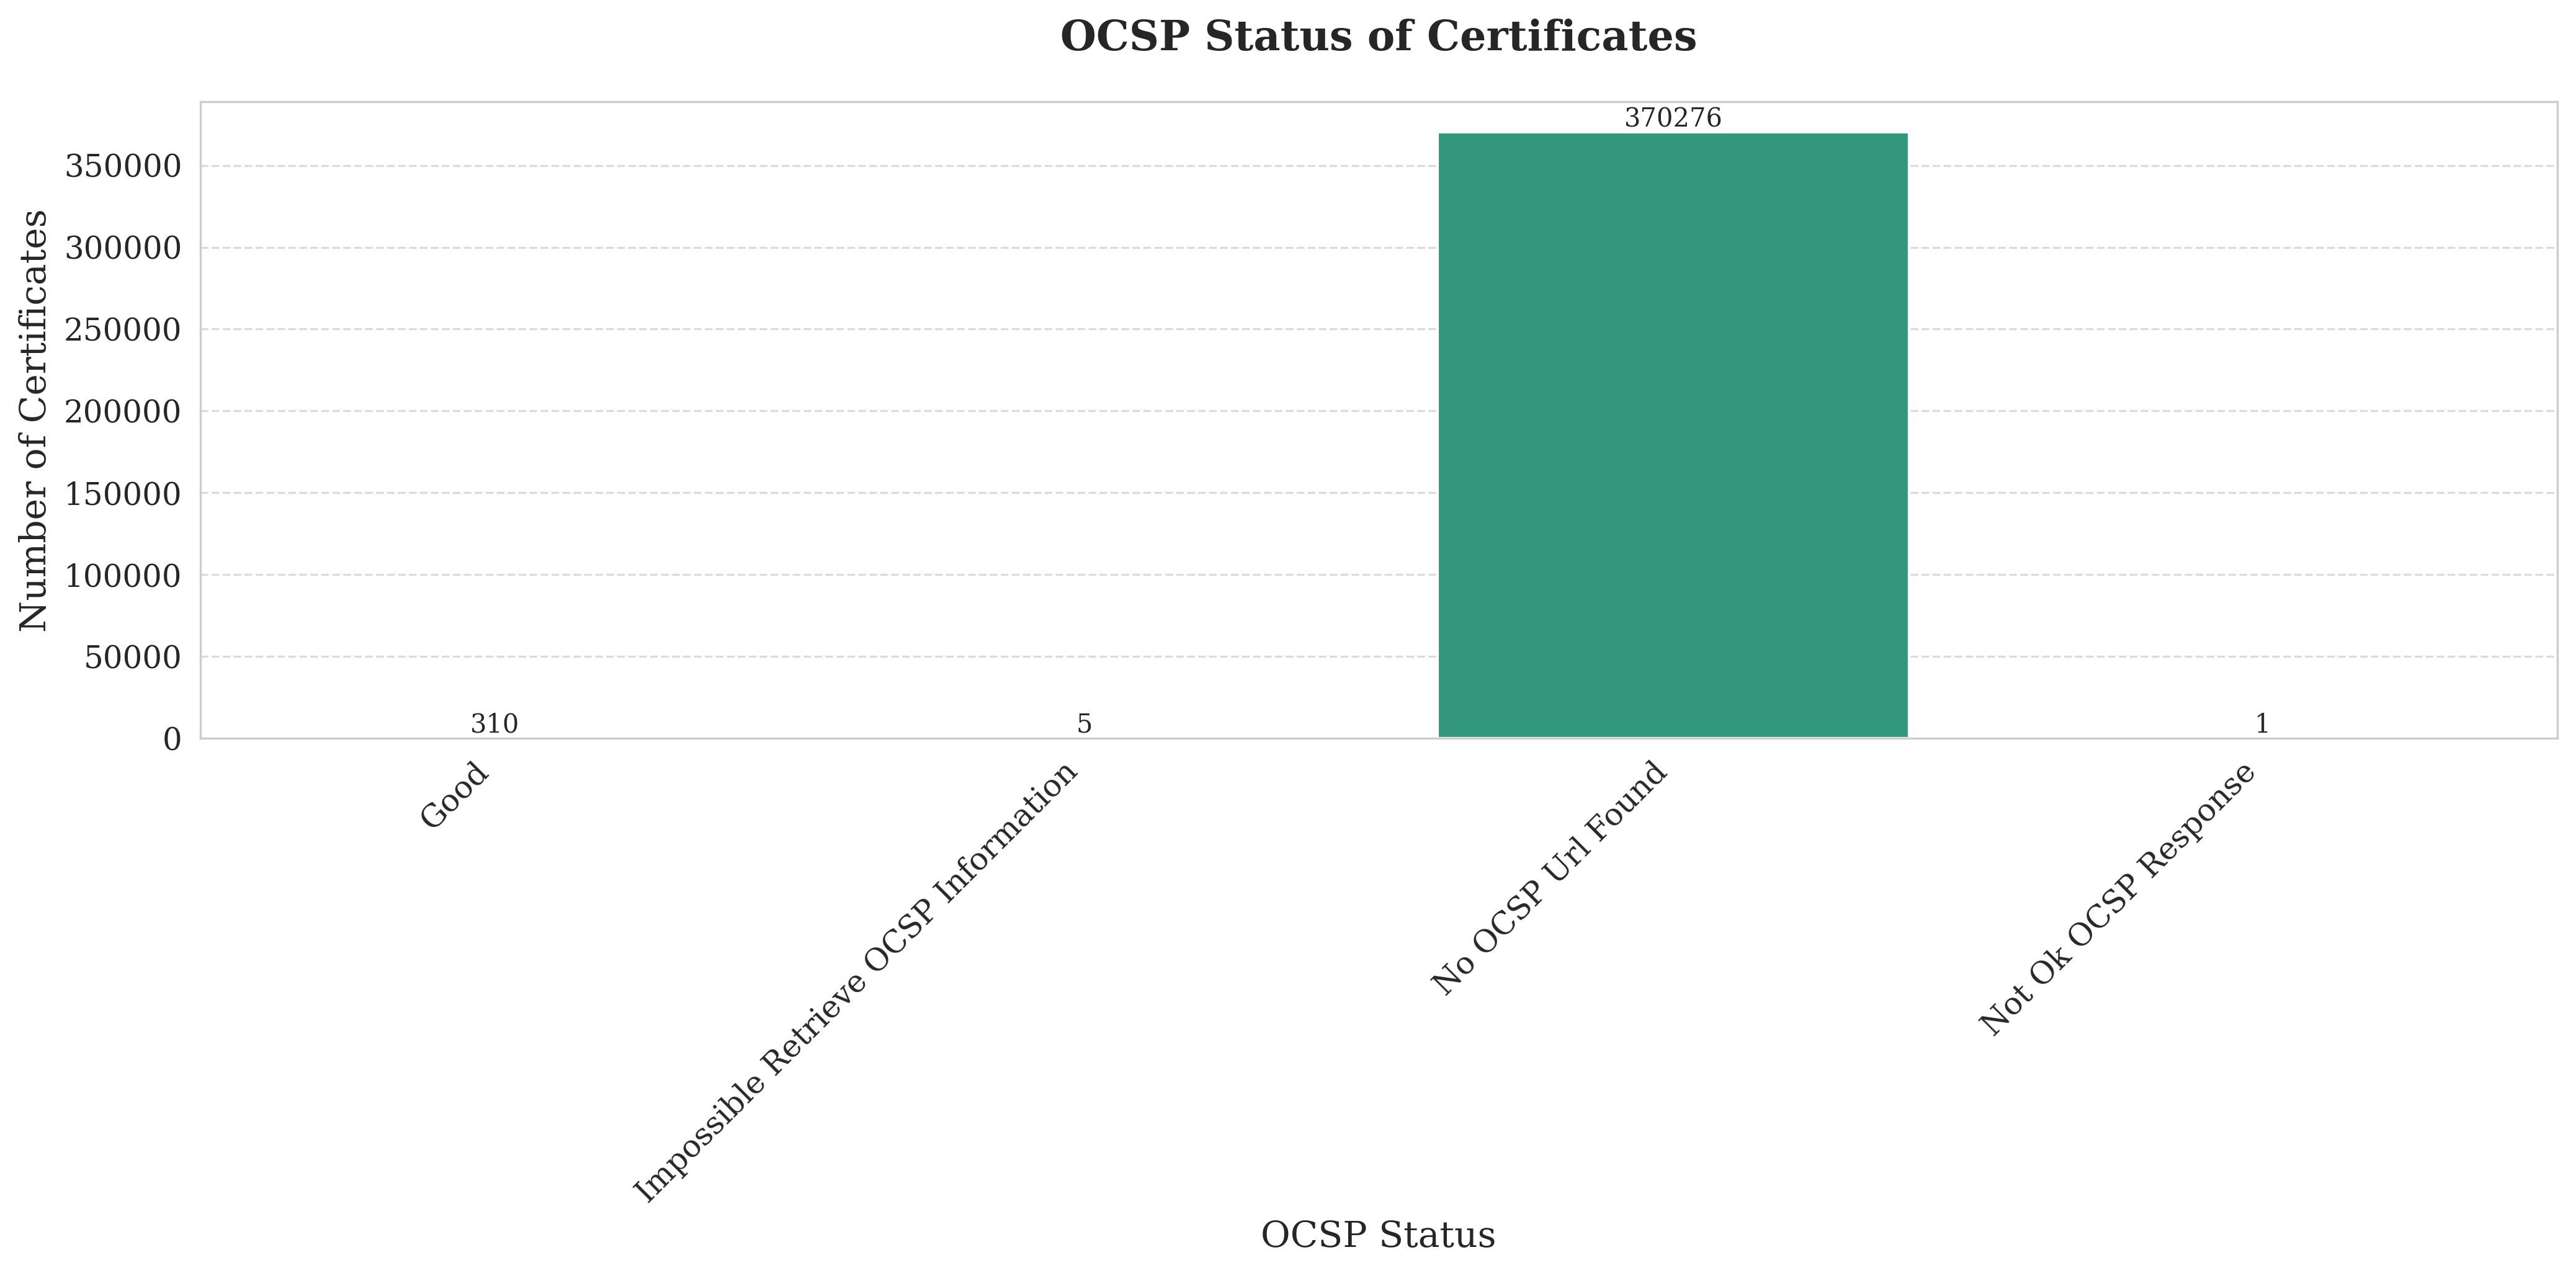 OCSP Status of Certificates
370276
350000
300000
250000
200000
150000
100000
50000
0
Number of Certificates
310
5
1
Good
Impossible Retrieve OCSP Information
No OCSP Url Found
Not Ok OCSP Response
OCSP Status